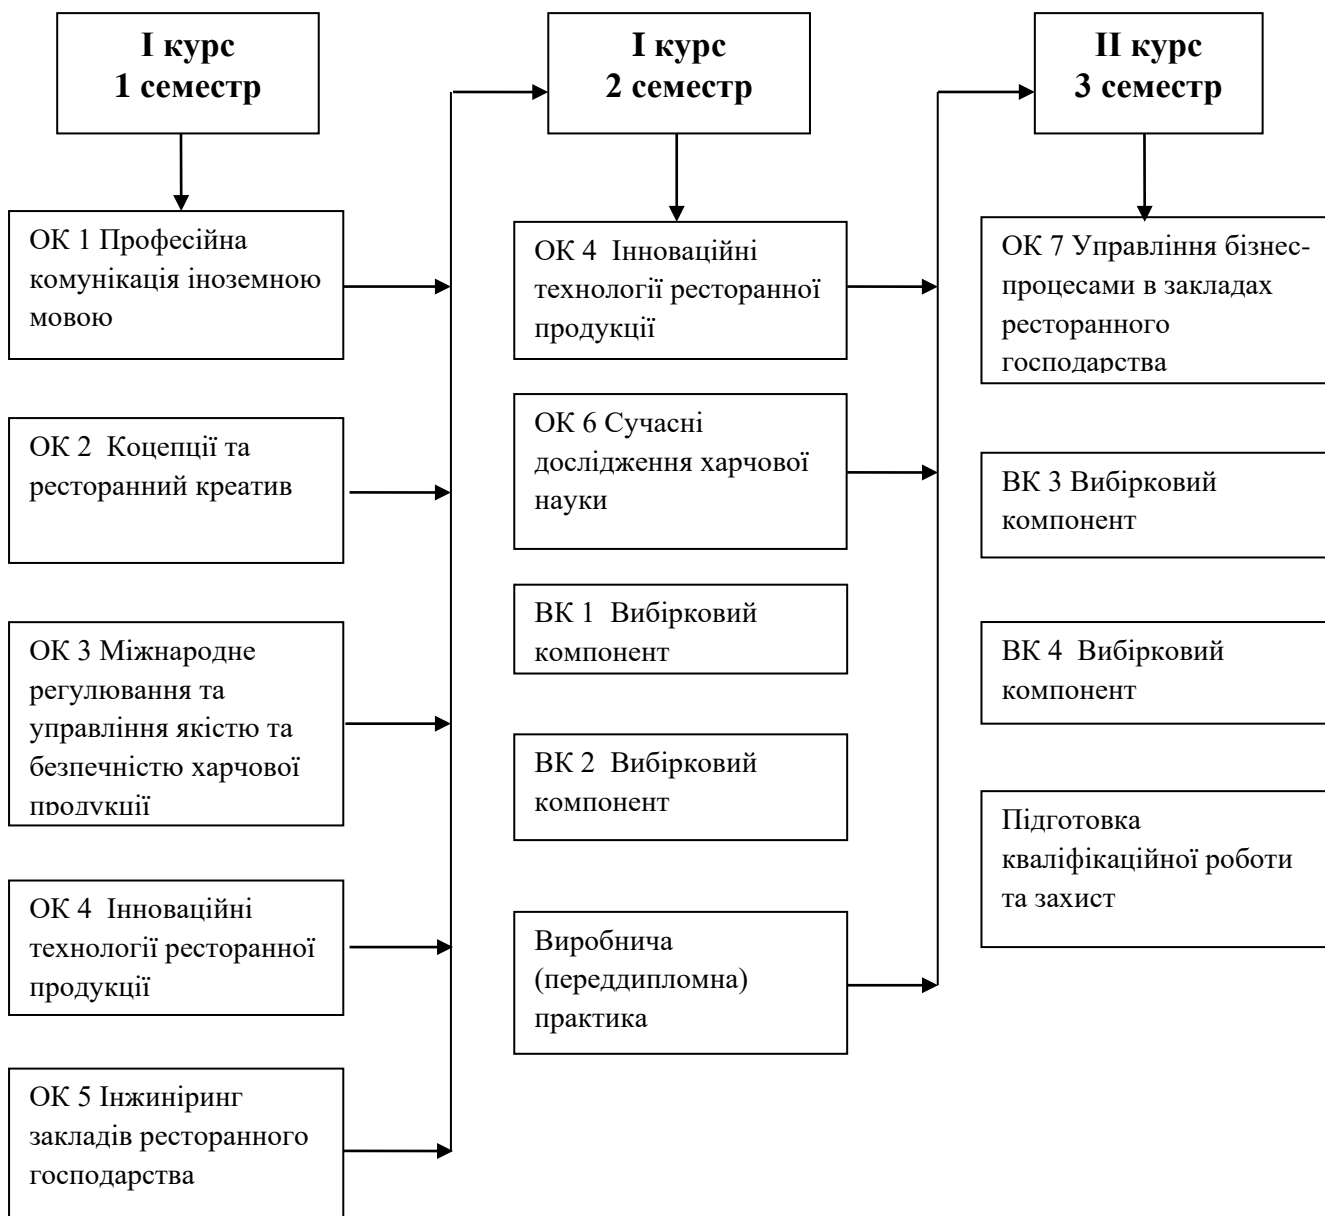 І курс
1 семестр
ОК 1 Професійна
комунікація іноземною
мовою
ОК 2 Коцепції та
ресторанний креатив
ОК 3 Міжнародне
регулювання та
управління якістю та
безпечністю харчової
продукції
ОК 4 Інноваційні
технології ресторанної
продукції
ОК 5 Інжиніринг
закладів ресторанного
господарства
І курс
2 семестр
ОК 4 Інноваційні
технології ресторанної
продукції
ОК 6 Сучасні
дослідження харчової
науки
ВК 1 Вибірковий
компонент
ВК 2 Вибірковий
компонент
Виробнича
(переддипломна)
практика
ІІ курс
3 семестр
ОК 7 Управління бізнес-
процесами в закладах
ресторанного
господарства
ВК 3 Вибірковий
компонент
ВК 4 Вибірковий
компонент
Підготовка
кваліфікаційної роботи
та захист